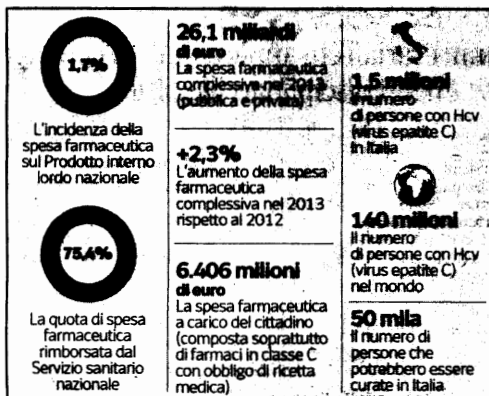 1,7%
L'incidenza della
spesa farmaceutica
sul Prodotto interno
lordo nazionale
75,4%
La quota di spesa
farmaceutica
rimborsata dal
Servizio sanitario
nazionale
26,1 miliardi
di euro
La spesa farmaceutica
complessiva nel 2013
(pubblica e privata)
+2,3%
L'aumento della spesa
farmaceutica
complessiva nel 2013
rispetto al 2012
6.406 milioni
di euro
La spesa farmaceutica
a carico del cittadino
(composta soprattutto
di farmaci in classe C
con obbligo di ricetta
medica)
1,5 milioni
Il numero
di persone con Hcv
(virus epatite C)
in Italia
140 milioni
Il numero
di persone con Hcv
(virus epatite C)
nel mondo
50 mila
Il numero di
persone che
potrebbero essere
curate in Italia